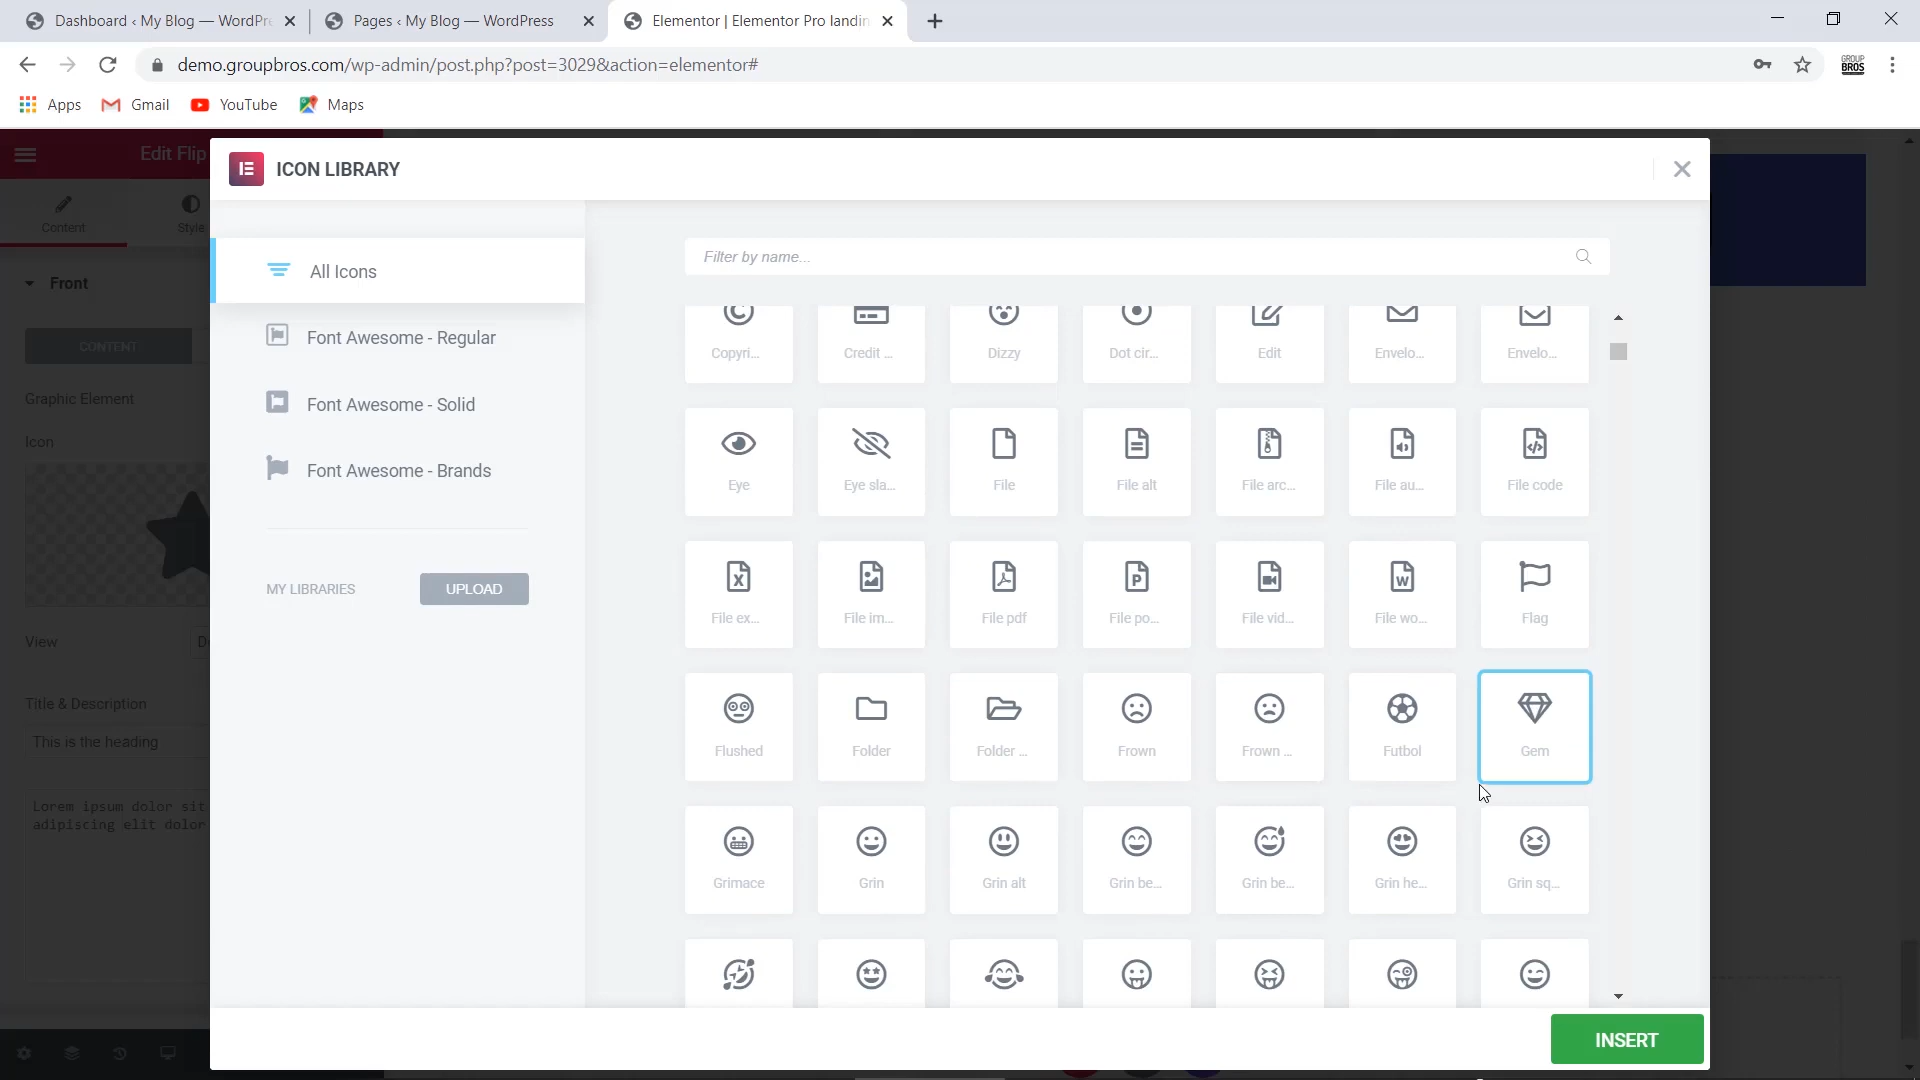 Dashboard ‹ My Blog — WordPr
Pages ‹ My Blog — WordPress
Elementor | Elementor Pro landin
demo.groupbros.com/wp-admin/post.php?post=3029&action=elementor#
GROUP
BROS
Apps
Gmail
YouTube
Maps
Edit Flip
ICON LIBRARY
Content
Style
All Icons
Filter by name...
Front
Font Awesome - Regular
CONTENT
Font Awesome - Solid
Graphic Element
Icon
Font Awesome - Brands
MY LIBRARIES
UPLOAD
View
D
Title & Description
This is the heading
Lorem ipsum dolor sit
adipiscing elit dolor
Copyri...
Credit ...
Dizzy
Dot cir...
Edit
Envelo...
Envelo...
Eye
Eye sla...
File
File alt
File arc...
File au...
File code
File ex...
File im...
File pdf
File po...
File vid...
File wo...
Flag
Flushed
Folder
Folder ...
Frown
Frown ...
Futbol
Gem
Grimace
Grin
Grin alt
Grin be...
Grin be...
Grin he...
Grin sq...
INSERT